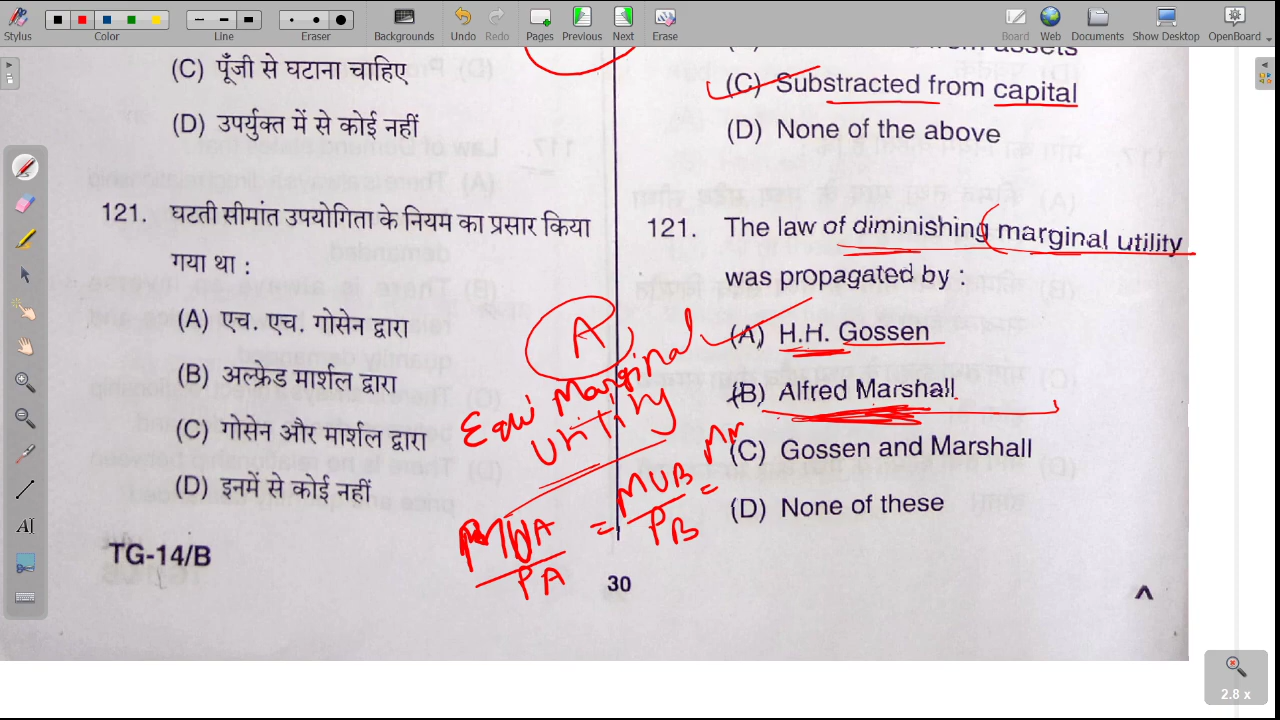 Stylus
Color
Line
Eraser
Backgrounds
Undo
Redo
Pages
Previous
Next
Erase
Board
Web
Documents
Show Desktop
OpenBoard
(C) पूँजी से घटाना चाहिए
(D) उपर्युक्त में से कोई नहीं
121. घटती सीमांत उपयोगिता के नियम का प्रसार किया
गया था :
(A) एच. एच. गोसेन द्वारा
(B) अल्फ्रेड मार्शल द्वारा
(C) गोसेन और मार्शल द्वारा
(D) इनमें से कोई नहीं
TG-14/B
from assets
(C) Substracted from capital
(D) None of the above
121. The law of diminishing marginal utility
was propagated by :
(A) H.H. Gossen
(B) Alfred Marshall
(C) Gossen and Marshall
(D) None of these
A
Equi Marginal
Utility
MUA = MUB =
PA PB
30
2.8 x